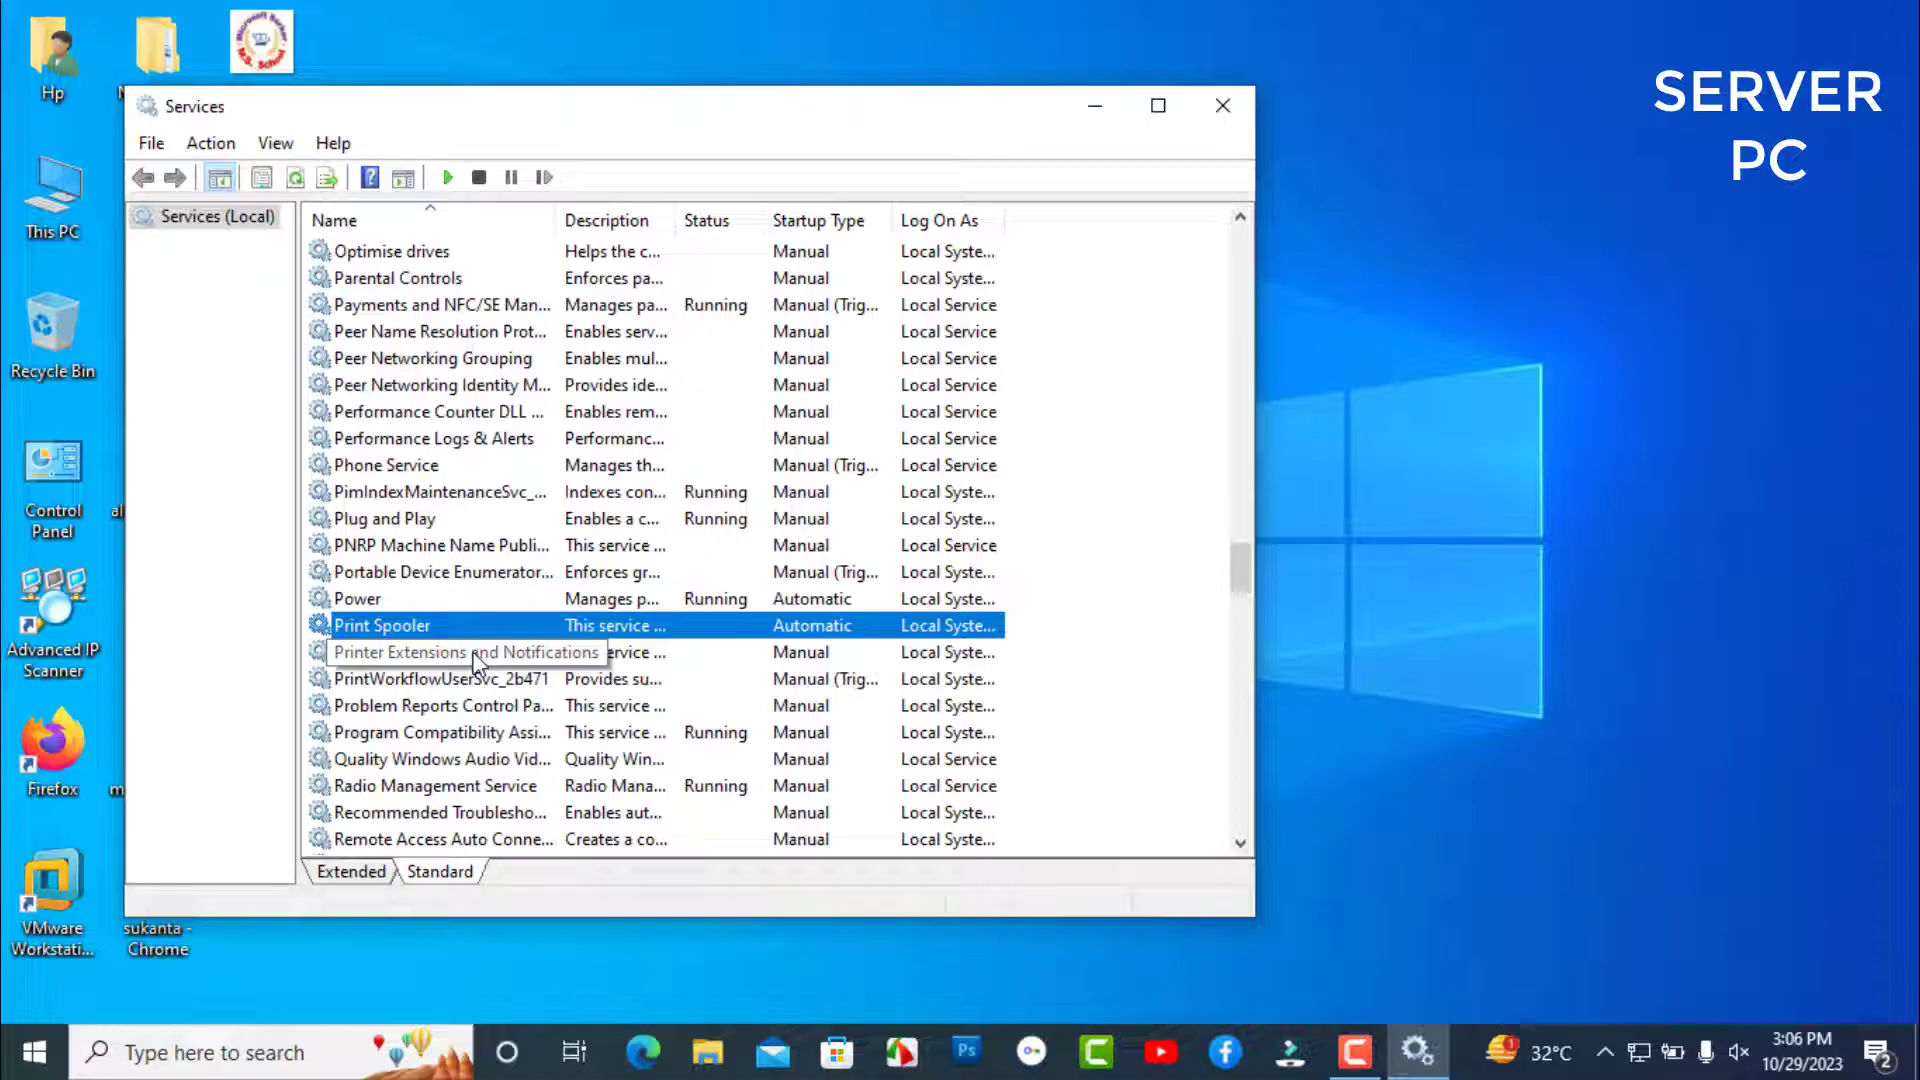 SERVER
PC
Hp
Services
File Action View Help
Services (Local)
Name Description Status Startup Type Log On As
Optimise drives Helps the c... Manual Local Syste...
Parental Controls Enforces pa... Manual Local Syste...
Payments and NFC/SE Man... Manages pa... Running Manual (Trig... Local Service
Peer Name Resolution Prot... Enables serv... Manual Local Service
Peer Networking Grouping Enables mul... Manual Local Service
Peer Networking Identity M... Provides ide... Manual Local Service
Performance Counter DLL ... Enables rem... Manual Local Service
Performance Logs & Alerts Performanc... Manual Local Service
Phone Service Manages th... Manual (Trig... Local Service
PimIndexMaintenanceSvc_... Indexes con... Running Manual Local Syste...
Plug and Play Enables a c... Running Manual Local Syste...
PNRP Machine Name Publi... This service ... Manual Local Service
Portable Device Enumerator... Enforces gr... Manual (Trig... Local Syste...
Power Manages p... Running Automatic Local Syste...
Print Spooler This service ... Automatic Local Syste...
Printer Extensions and Notifications ervice ... Manual Local Syste...
PrintWorkflowUserSvc_2b471 Provides su... Manual (Trig... Local Syste...
Problem Reports Control Pa... This service ... Manual Local Syste...
Program Compatibility Assi... This service ... Running Manual Local Syste...
Quality Windows Audio Vid... Quality Win... Manual Local Service
Radio Management Service Radio Mana... Running Manual Local Service
Recommended Troublesho... Enables aut... Manual Local Syste...
Remote Access Auto Conne... Creates a co... Manual Local Syste...
Extended Standard
This PC
Recycle Bin
Control
Panel
al
Advanced IP
Scanner
Firefox
m
VMware
Workstati...
sukanta -
Chrome
Type here to search
Ps
1
32°C
3:06 PM
10/29/2023
2